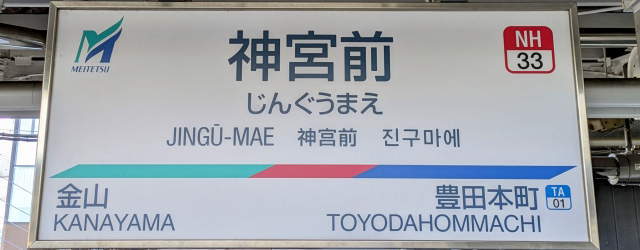 MEITETSU
神宮前
NH
33
じんぐうまえ
JINGŪ-MAE 神宮前 진구마에
金山
KANAYAMA
豊田本町
TOYODAHOMMACHI
TA
01